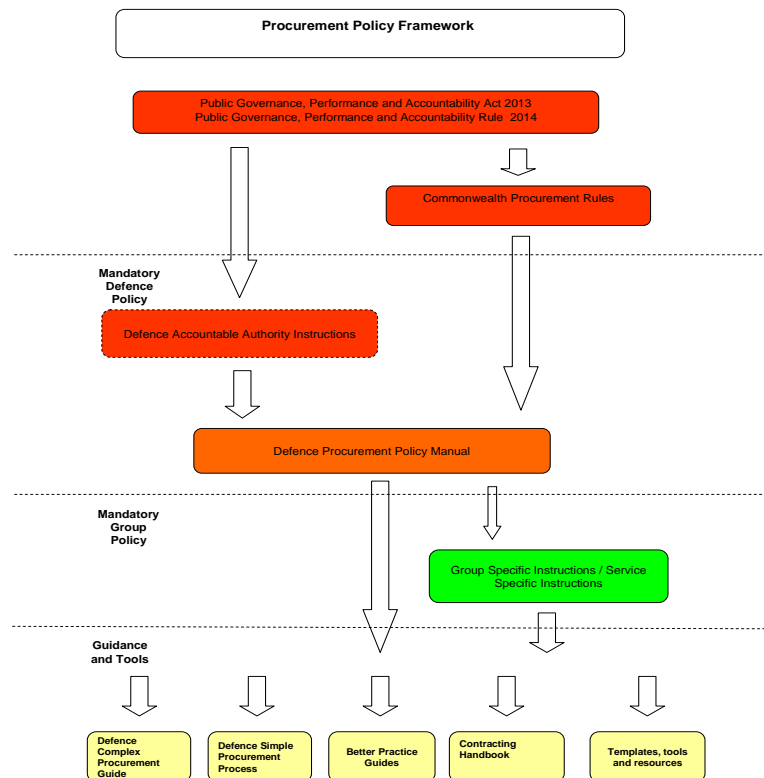 Procurement Policy Framework
Public Governance, Performance and Accountability Act 2013
Public Governance, Performance and Accountability Rule 2014
Commonwealth Procurement Rules
Mandatory
Defence
Policy
Defence Accountable Authority Instructions
Defence Procurement Policy Manual
Mandatory
Group
Policy
Group Specific Instructions / Service
Specific Instructions
Guidance
and Tools
Defence
Complex
Procurement
Guide
Defence Simple
Procurement
Process
Better Practice
Guides
Contracting
Handbook
Templates, tools
and resources